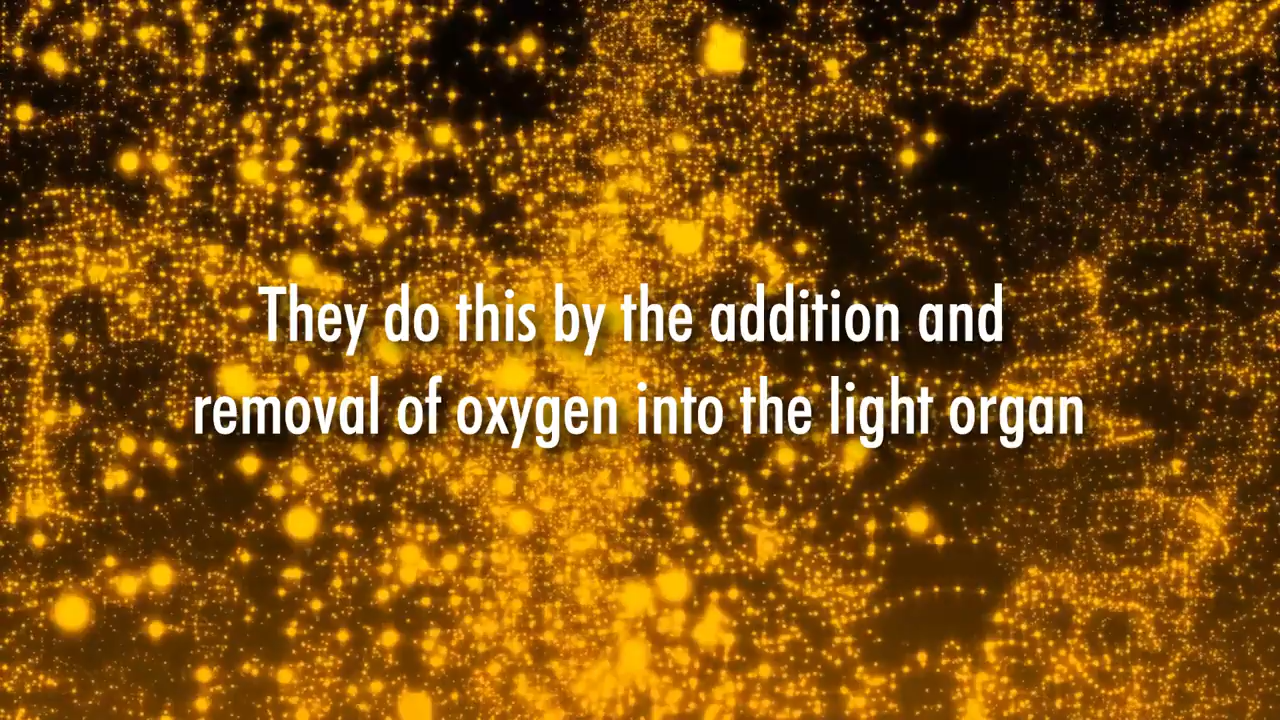 They do this by the addition and
removal of oxygen into the light organ